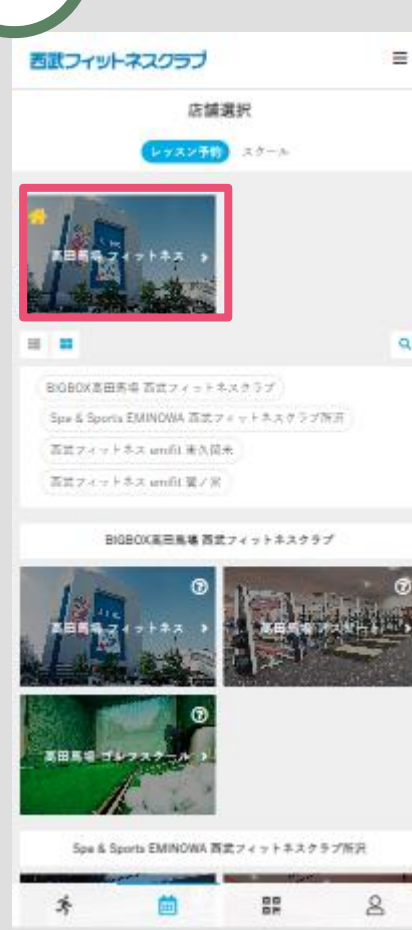 西武フィットネスクラブ
店舗選択
レッスン予約 スクール
高田馬場 フィットネス
BIGBOX高田馬場 西武フィットネスクラブ
Spa & Sports EMINOWA 西武フィットネスクラブ所沢
西武フィットネス emifit 東久留米
西武フィットネス emifit 鷺ノ宮
BIGBOX高田馬場 西武フィットネスクラブ
高田馬場 フィットネス
高田馬場
高田馬場 ゴルフスクール
Spa & Sports EMINOWA 西武フィットネスクラブ所沢